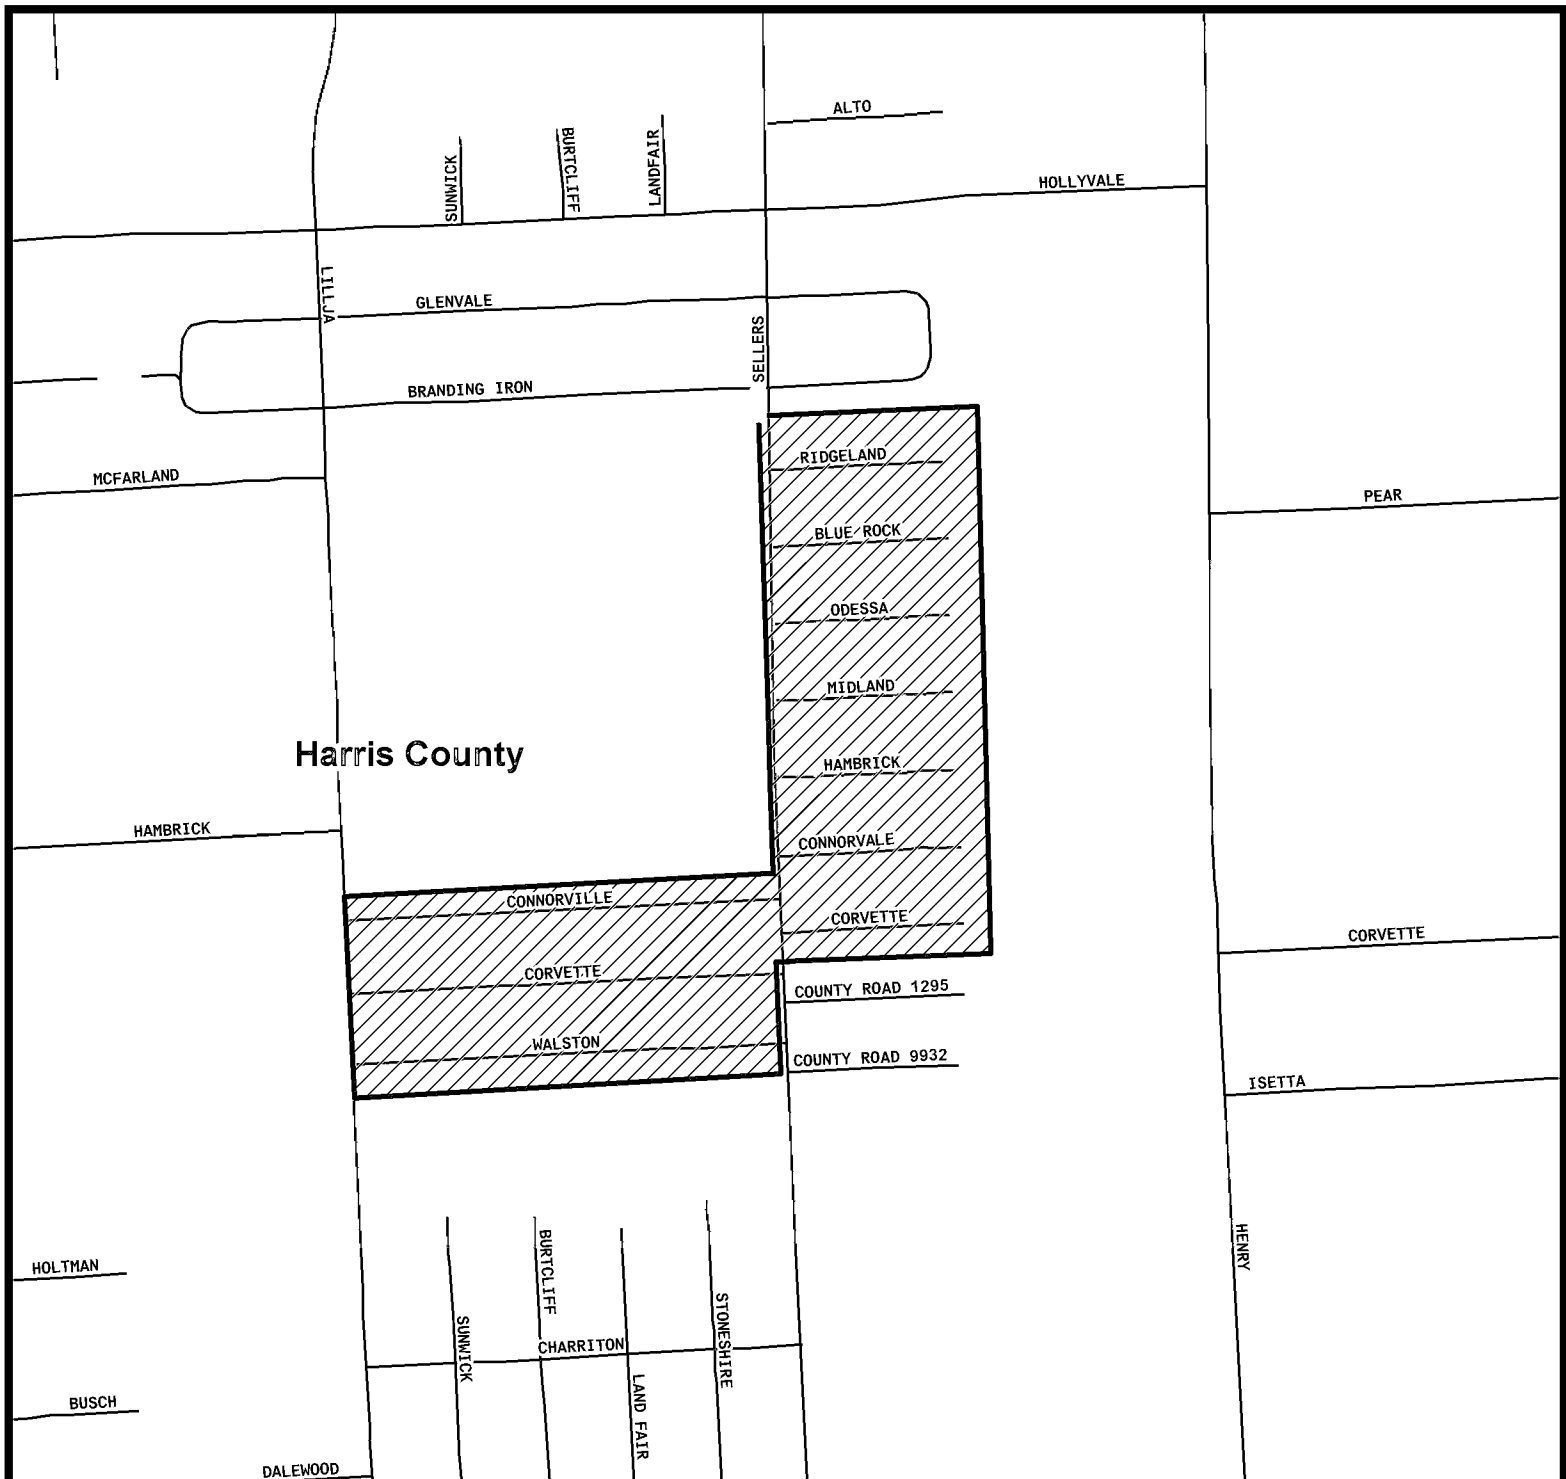 ALTO
BURTCLIFF
LANDFAIR
SUNWICK
HOLLYVALE
LILLJA
GLENVALE
SELLERS
BRANDING IRON
RIDGELAND
MCFARLAND
PEAR
BLUE ROCK
ODESSA
MIDLAND
Harris County
HAMBRICK
HAMBRICK
CONNORVALE
CONNORVILLE
CORVETTE
CORVETTE
CORVETTE
COUNTY ROAD 1295
WALSTON
COUNTY ROAD 9932
ISETTA
HENRY
HOLTMAN
BURTCLIFF
STONESHIRE
SUNWICK
CHARRITON
LAND FAIR
BUSCH
DALEWOOD